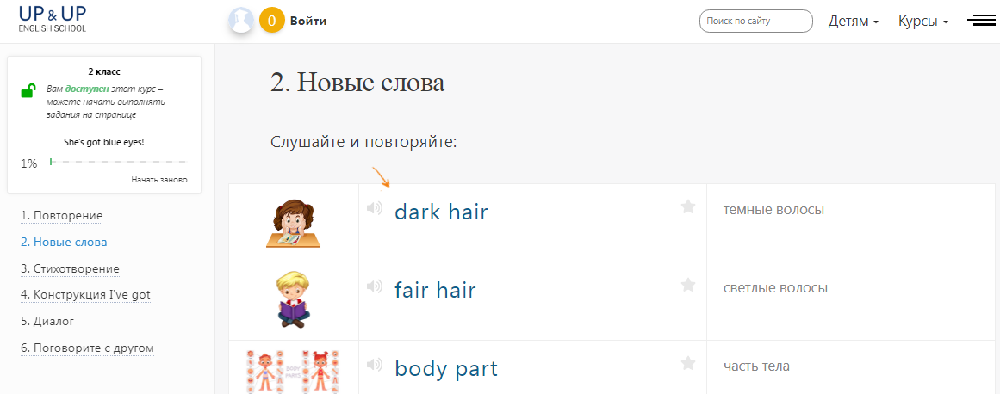 UP & UP
ENGLISH SCHOOL
0
Войти
Поиск по сайту
Детям
Курсы
2 класс
Вам доступен этот курс –
можете начать выполнять
задания на странице
She's got blue eyes!
1%
Начать заново
1. Повторение
2. Новые слова
3. Стихотворение
4. Конструкция I've got
5. Диалог
6. Поговорите с другом
2. Новые слова
Слушайте и повторяйте:
dark hair
темные волосы
fair hair
светлые волосы
BODY
PARTS
body part
часть тела